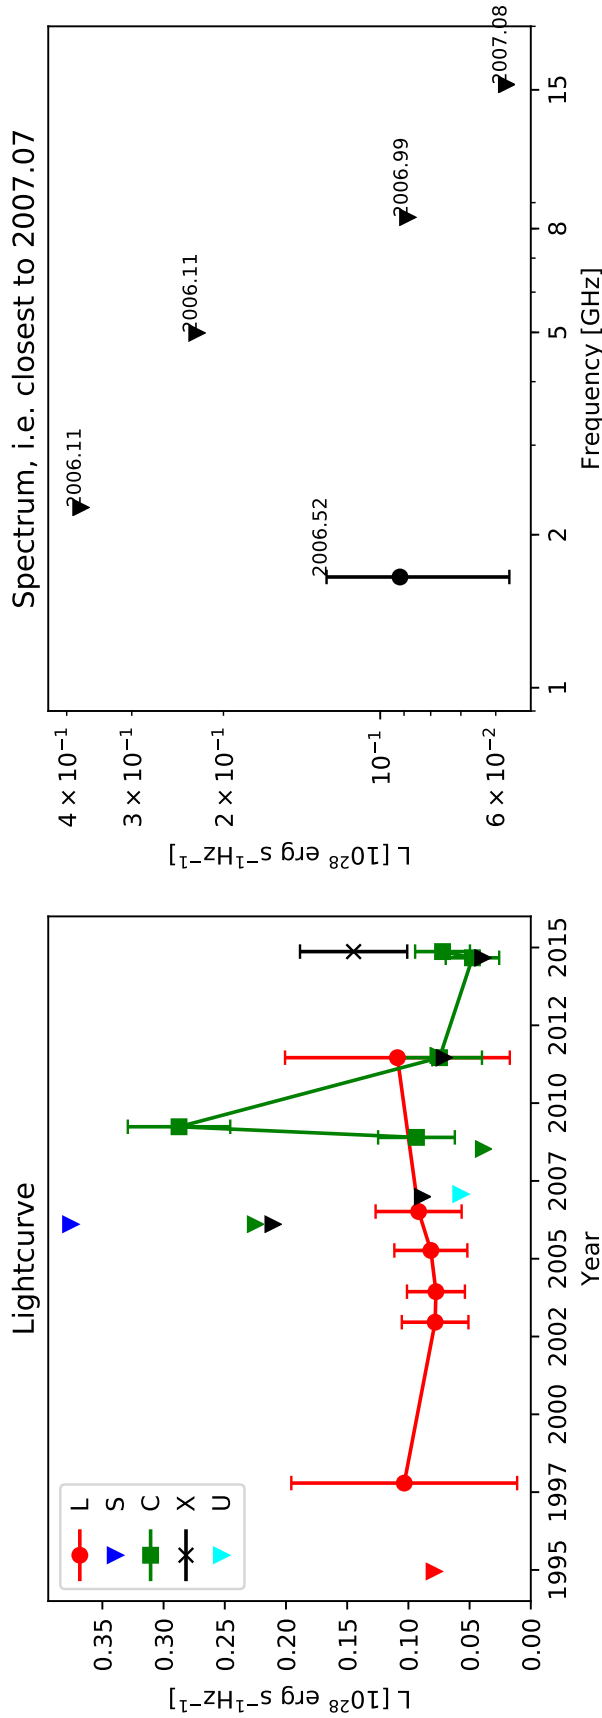 Lightcurve
L [10²⁸ erg s⁻¹Hz⁻¹]
0.35
0.30
0.25
0.20
0.15
0.10
0.05
0.00
L
S
C
X
U
1995 1997 2000 2002 2005 2007 2010 2012 2015
Year
Spectrum, i.e. closest to 2007.07
L [10²⁸ erg s⁻¹Hz⁻¹]
4 × 10⁻¹
3 × 10⁻¹
2 × 10⁻¹
10⁻¹
6 × 10⁻²
2006.11
2006.11
2006.52
2006.99
2007.08
1 2 5 8 15
Frequency [GHz]